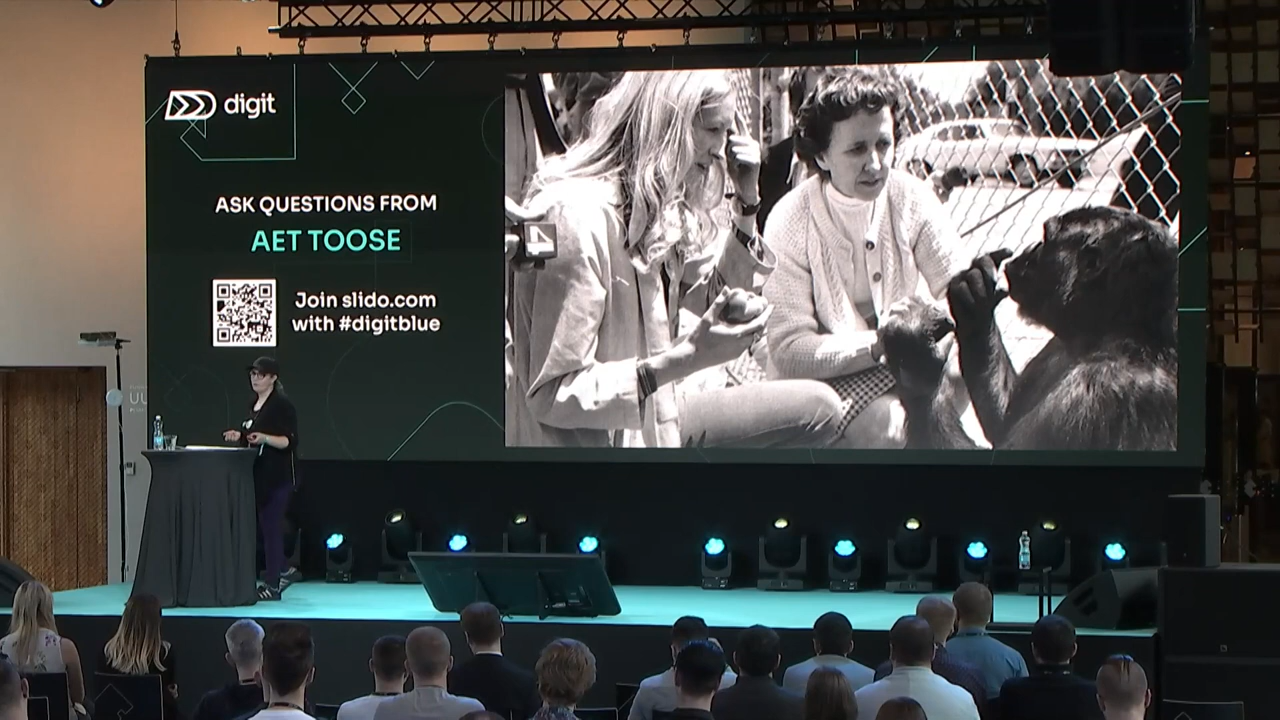 digit
ASK QUESTIONS FROM
AET TOOSE
Join slido.com
with #digitblue